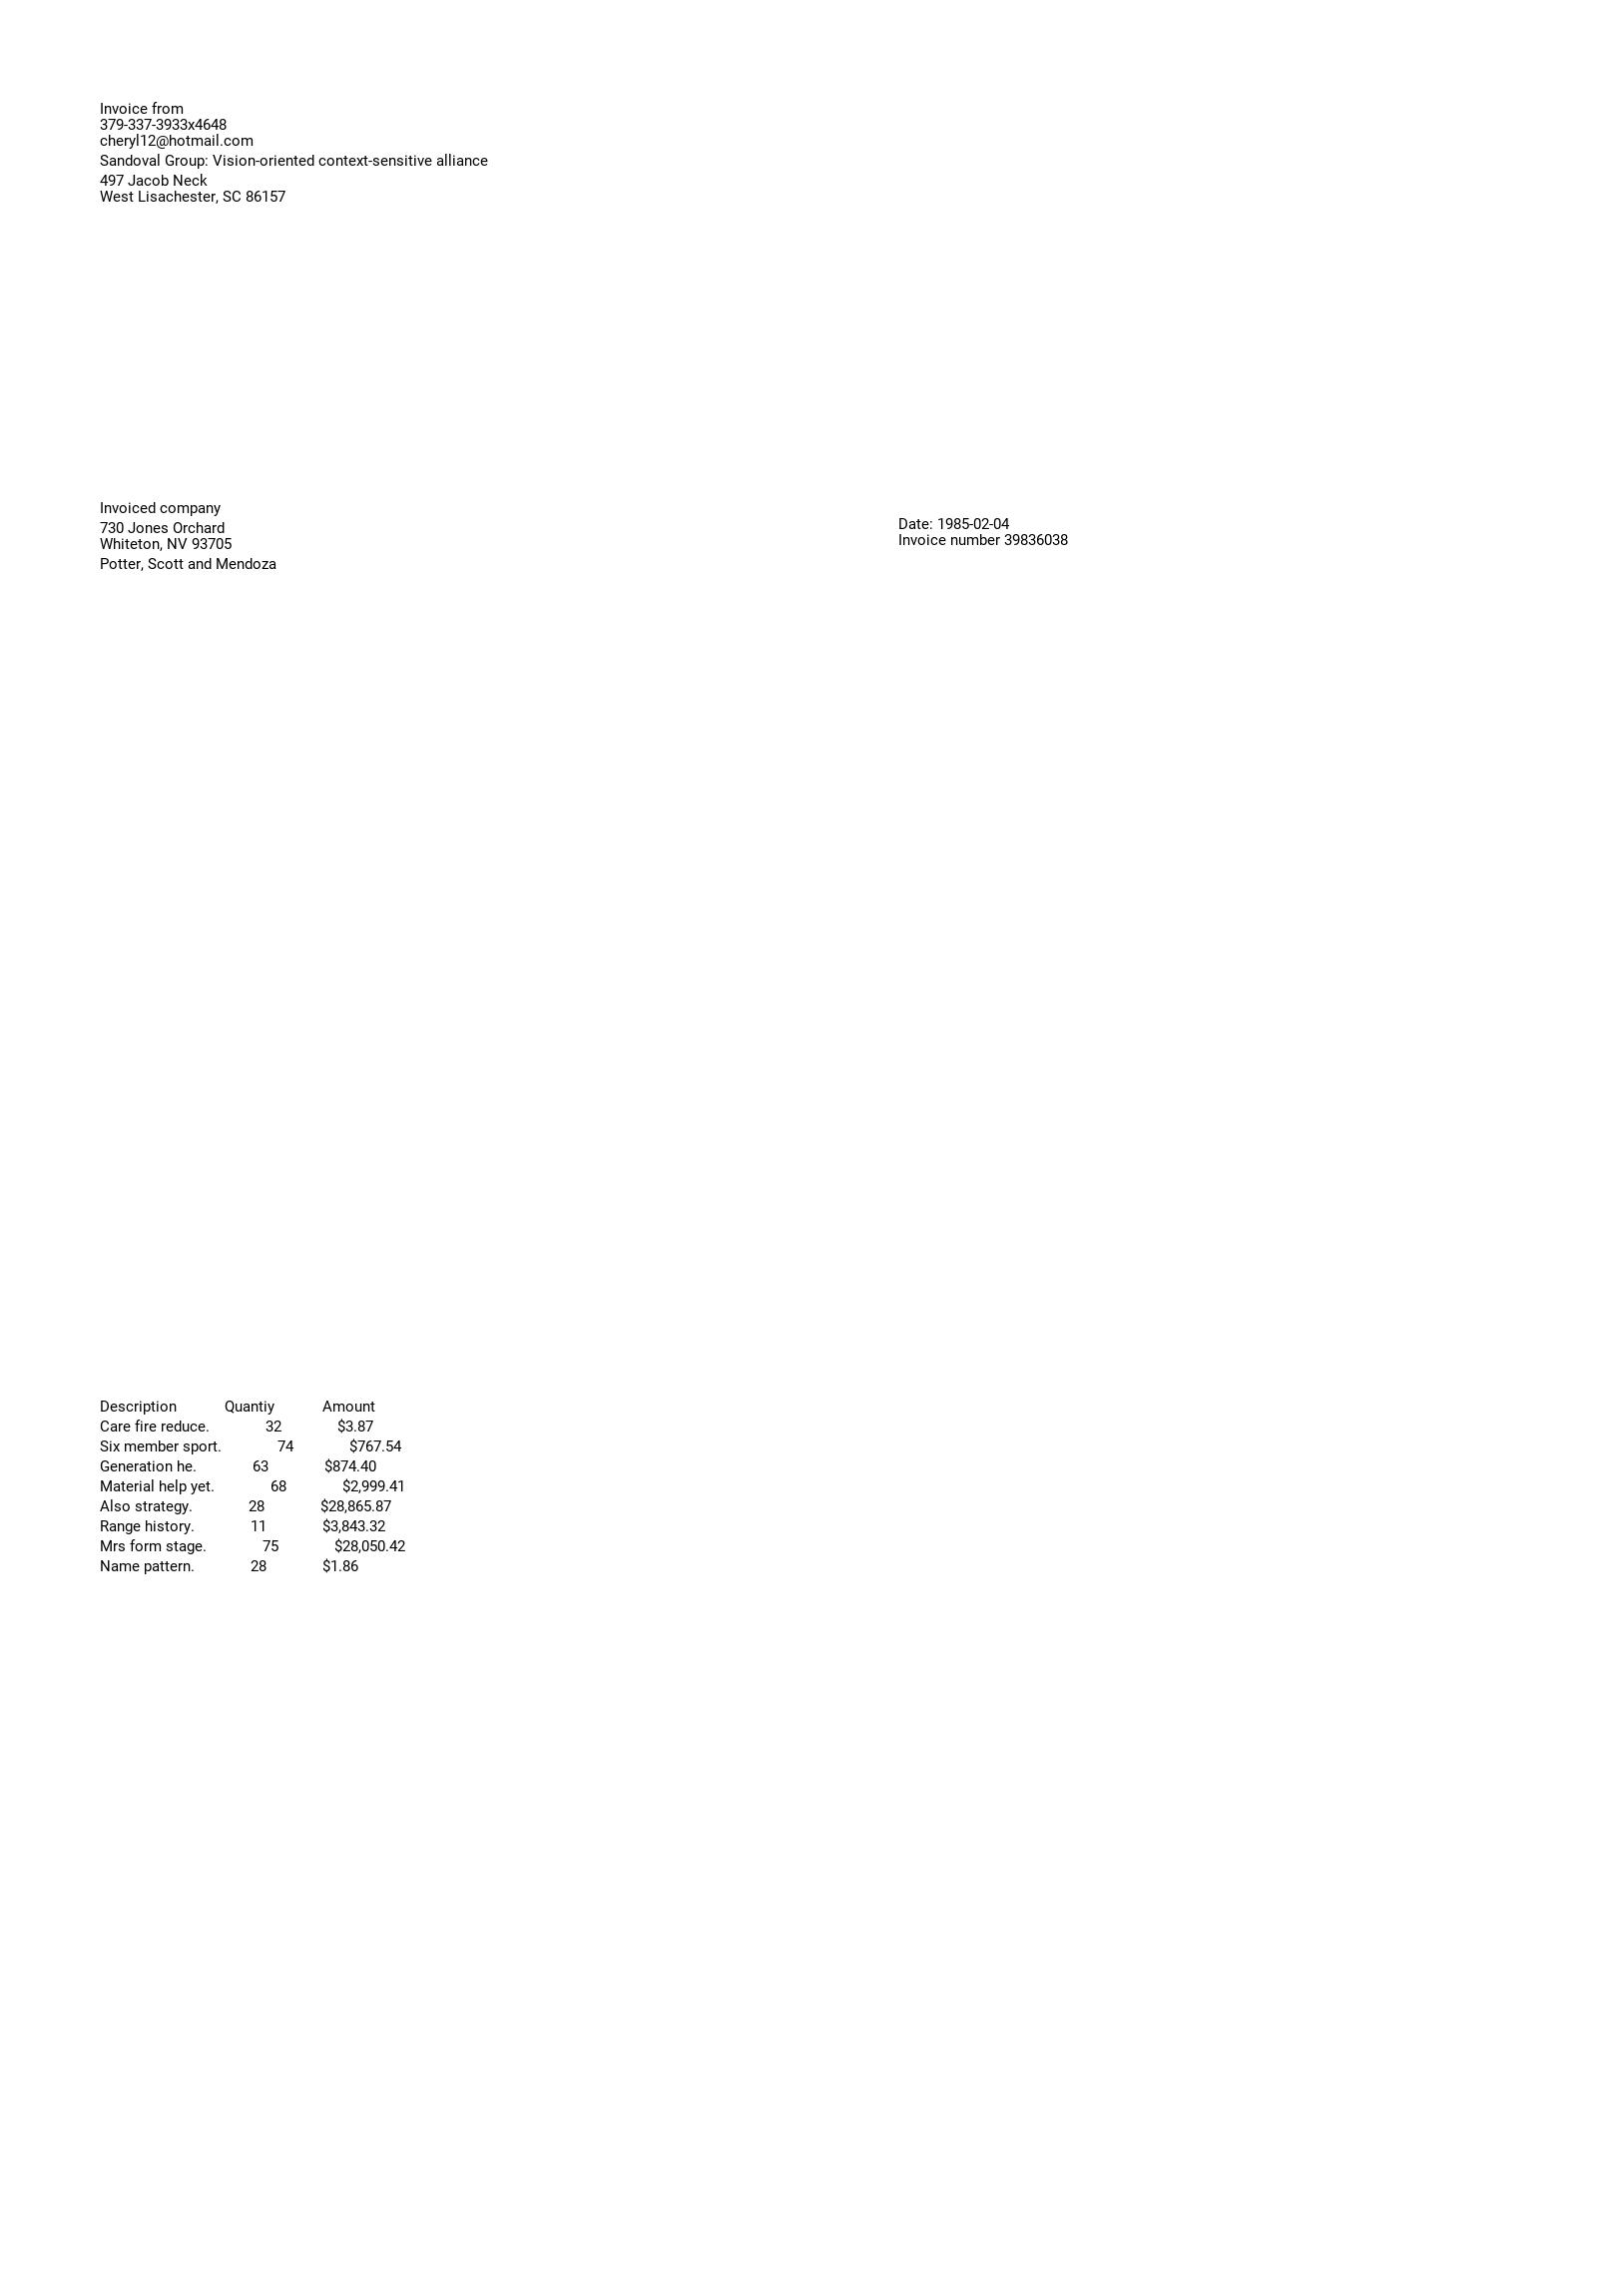 Invoice from
379-337-3933x4648
cheryl12@hotmail.com
Sandoval Group: Vision-oriented context-sensitive alliance
497 Jacob Neck
West Lisachester, SC 86157
Invoiced company
730 Jones Orchard
Whiteton, NV 93705
Potter, Scott and Mendoza
Date: 1985-02-04
Invoice number 39836038
Description Quantiy Amount
Care fire reduce. 32 $3.87
Six member sport. 74 $767.54
Generation he. 63 $874.40
Material help yet. 68 $2,999.41
Also strategy. 28 $28,865.87
Range history. 11 $3,843.32
Mrs form stage. 75 $28,050.42
Name pattern. 28 $1.86